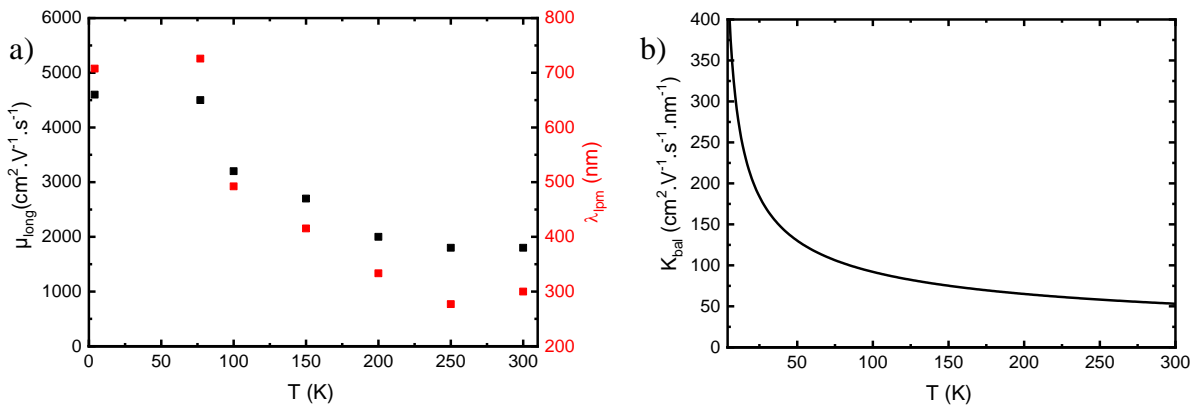 a)
6000
5000
4000
3000
2000
1000
0
μlong(cm².V⁻¹.s⁻¹)
800
700
600
500
400
300
200
λlpm (nm)
0 50 100 150 200 250 300
T (K)
b)
400
350
300
250
200
150
100
50
0
Kbal (cm².V⁻¹.s⁻¹.nm⁻¹)
50 100 150 200 250 300
T (K)